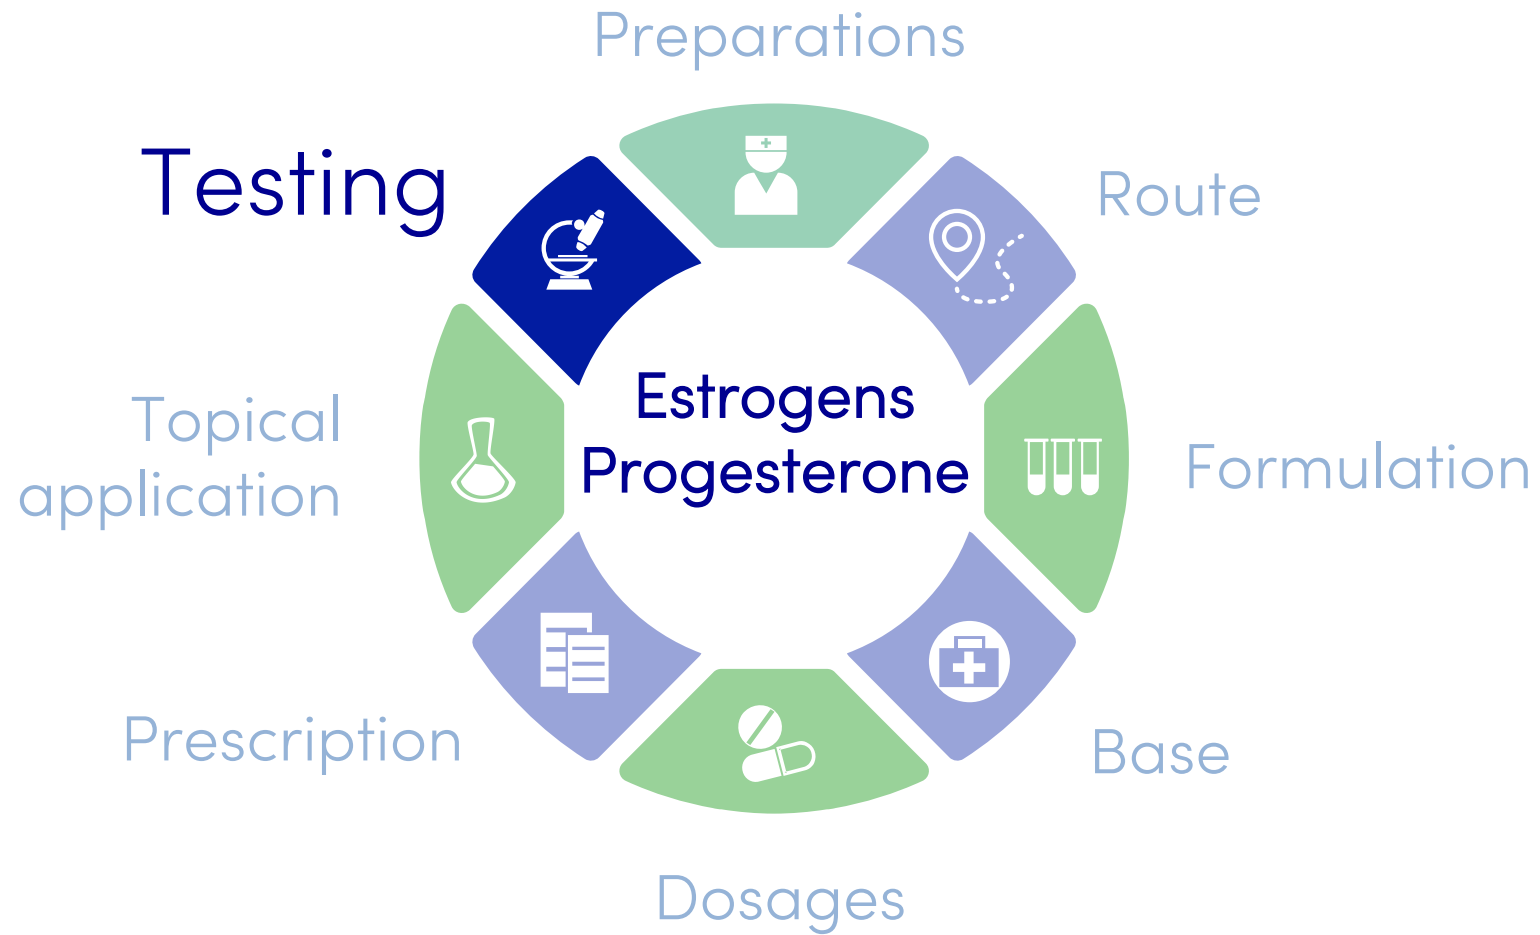 Preparations
Testing
Route
Estrogens
Progesterone
Topical
application
Formulation
Prescription
Base
Dosages